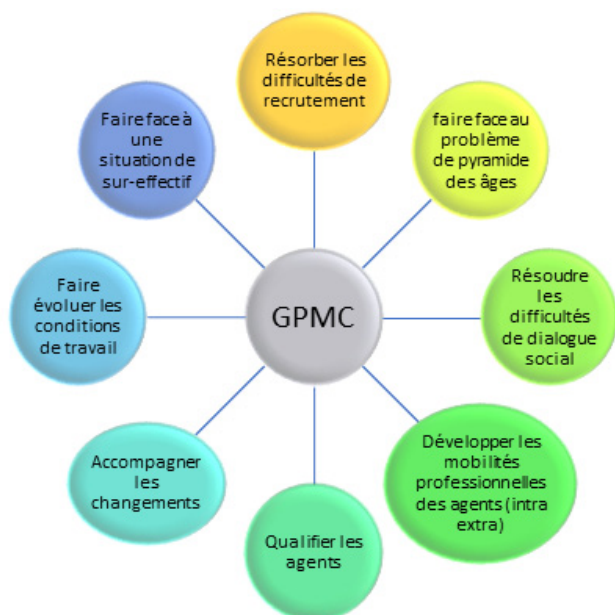 Résorber les
difficultés de
recrutement
faire face au
problème
de pyramide
des âges
Résoudre
les
difficultés
de dialogue
social
Développer les
mobilités
professionnelles
des agents (intra
extra)
Qualifier les
agents
Accompagner
les
changements
Faire
évoluer les
conditions
de travail
Faire face à
une
situation de
sur-effectif
GPMC